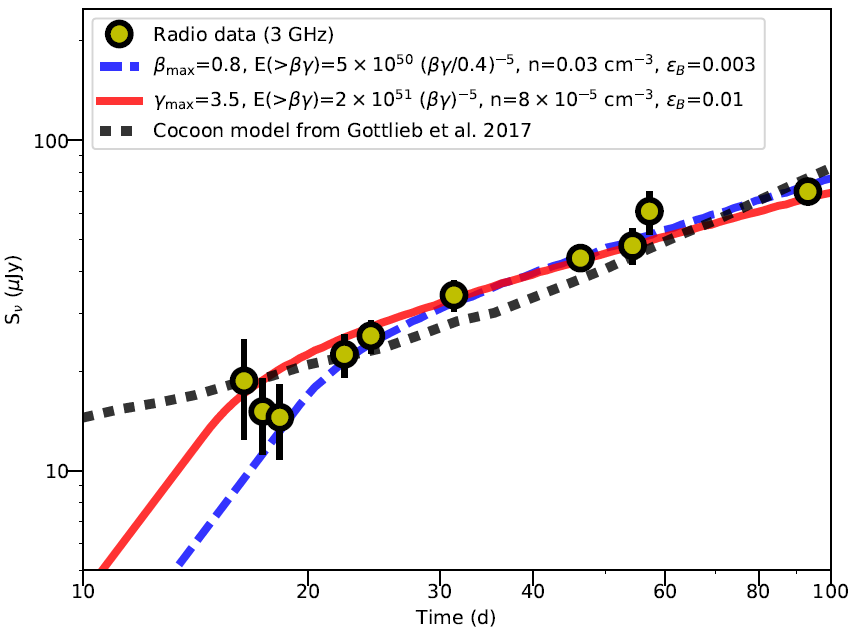 Radio data (3 GHz)
β_max=0.8, E(>βγ)=5 × 10^50 (βγ/0.4)^−5, n=0.03 cm^−3, ε_B=0.003
γ_max=3.5, E(>βγ)=2 × 10^51 (βγ)^−5, n=8 × 10^−5 cm^−3, ε_B=0.01
Cocoon model from Gottlieb et al. 2017
100
10
S_ν (μJy)
10 20 30 40 60 80 100
Time (d)